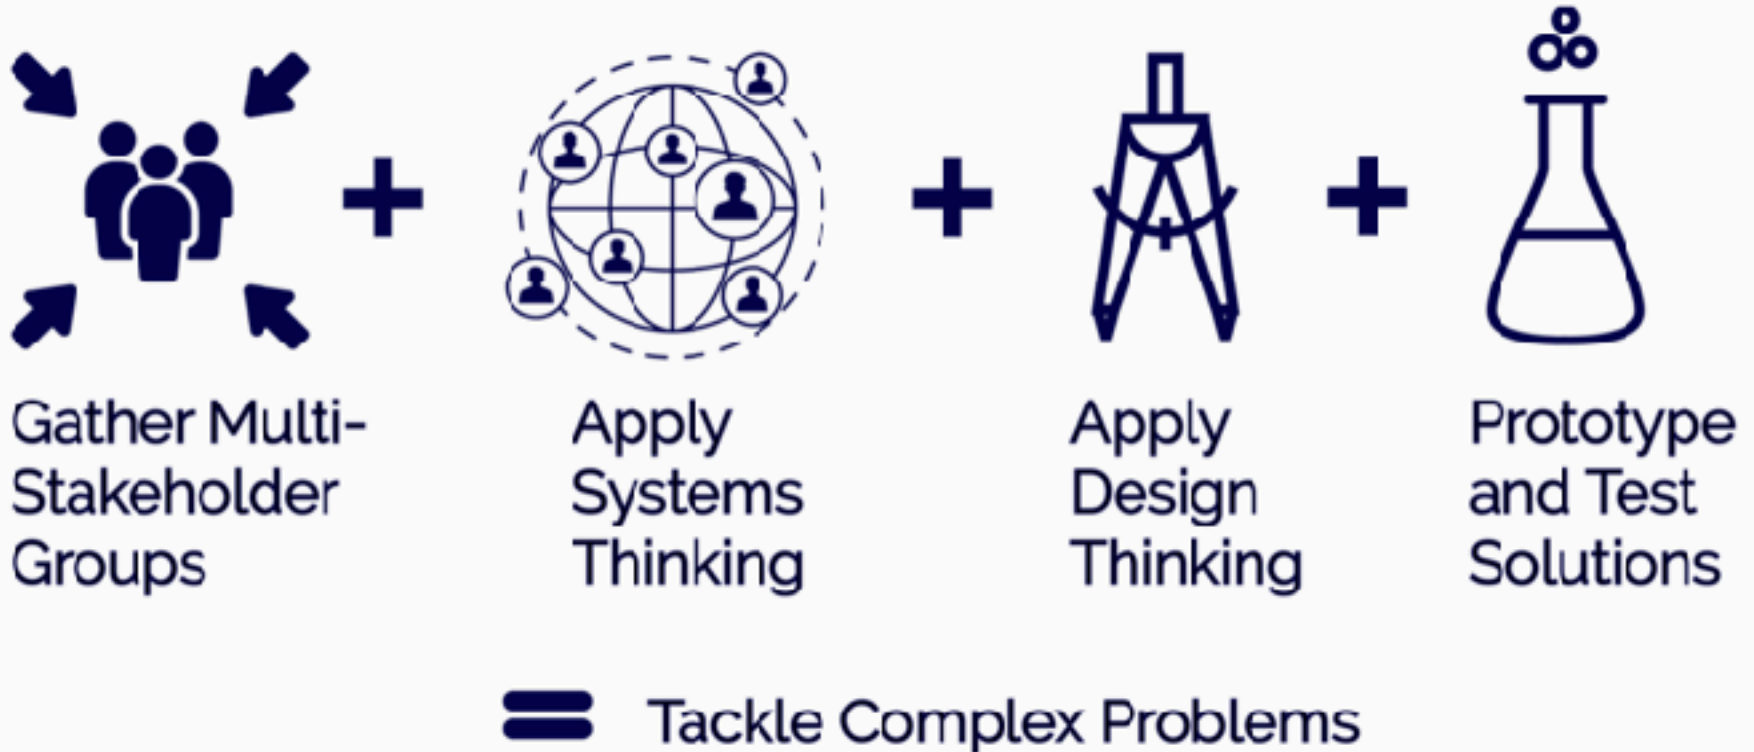 Gather Multi-
Stakeholder
Groups
Apply
Systems
Thinking
Apply
Design
Thinking
Prototype
and Test
Solutions
= Tackle Complex Problems